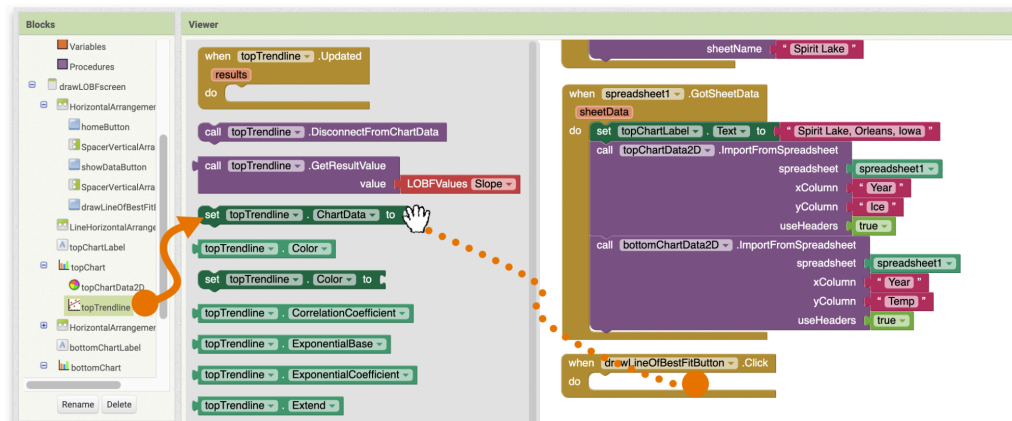 Blocks
Variables
Procedures
drawLOBFscreen
HorizontalArrangemer
homeButton
SpacerVerticalArra
showDataButton
SpacerVerticalArra
drawLineOfBestFitl
LineHorizontalArrange
topChartLabel
topChart
topChartData2D
topTrendline
HorizontalArrangemer
bottomChartLabel
bottomChart
Rename Delete
Viewer
when topTrendline .Updated
results
do
call topTrendline .DisconnectFromChartData
call topTrendline .GetResultValue
value LOBFValues Slope
set topTrendline . ChartData to
topTrendline . Color
set topTrendline . Color to
topTrendline . CorrelationCoefficient
topTrendline . ExponentialBase
topTrendline . ExponentialCoefficient
topTrendline . Extend
sheetName " Spirit Lake "
when spreadsheet1 .GotSheetData
sheetData
do set topChartLabel . Text to " Spirit Lake, Orleans, Iowa "
call topChartData2D .ImportFromSpreadsheet
spreadsheet spreadsheet1
xColumn " Year "
yColumn " Ice "
useHeaders true
call bottomChartData2D .ImportFromSpreadsheet
spreadsheet spreadsheet1
xColumn " Year "
yColumn " Temp "
useHeaders true
when drawLineOfBestFitButton .Click
do